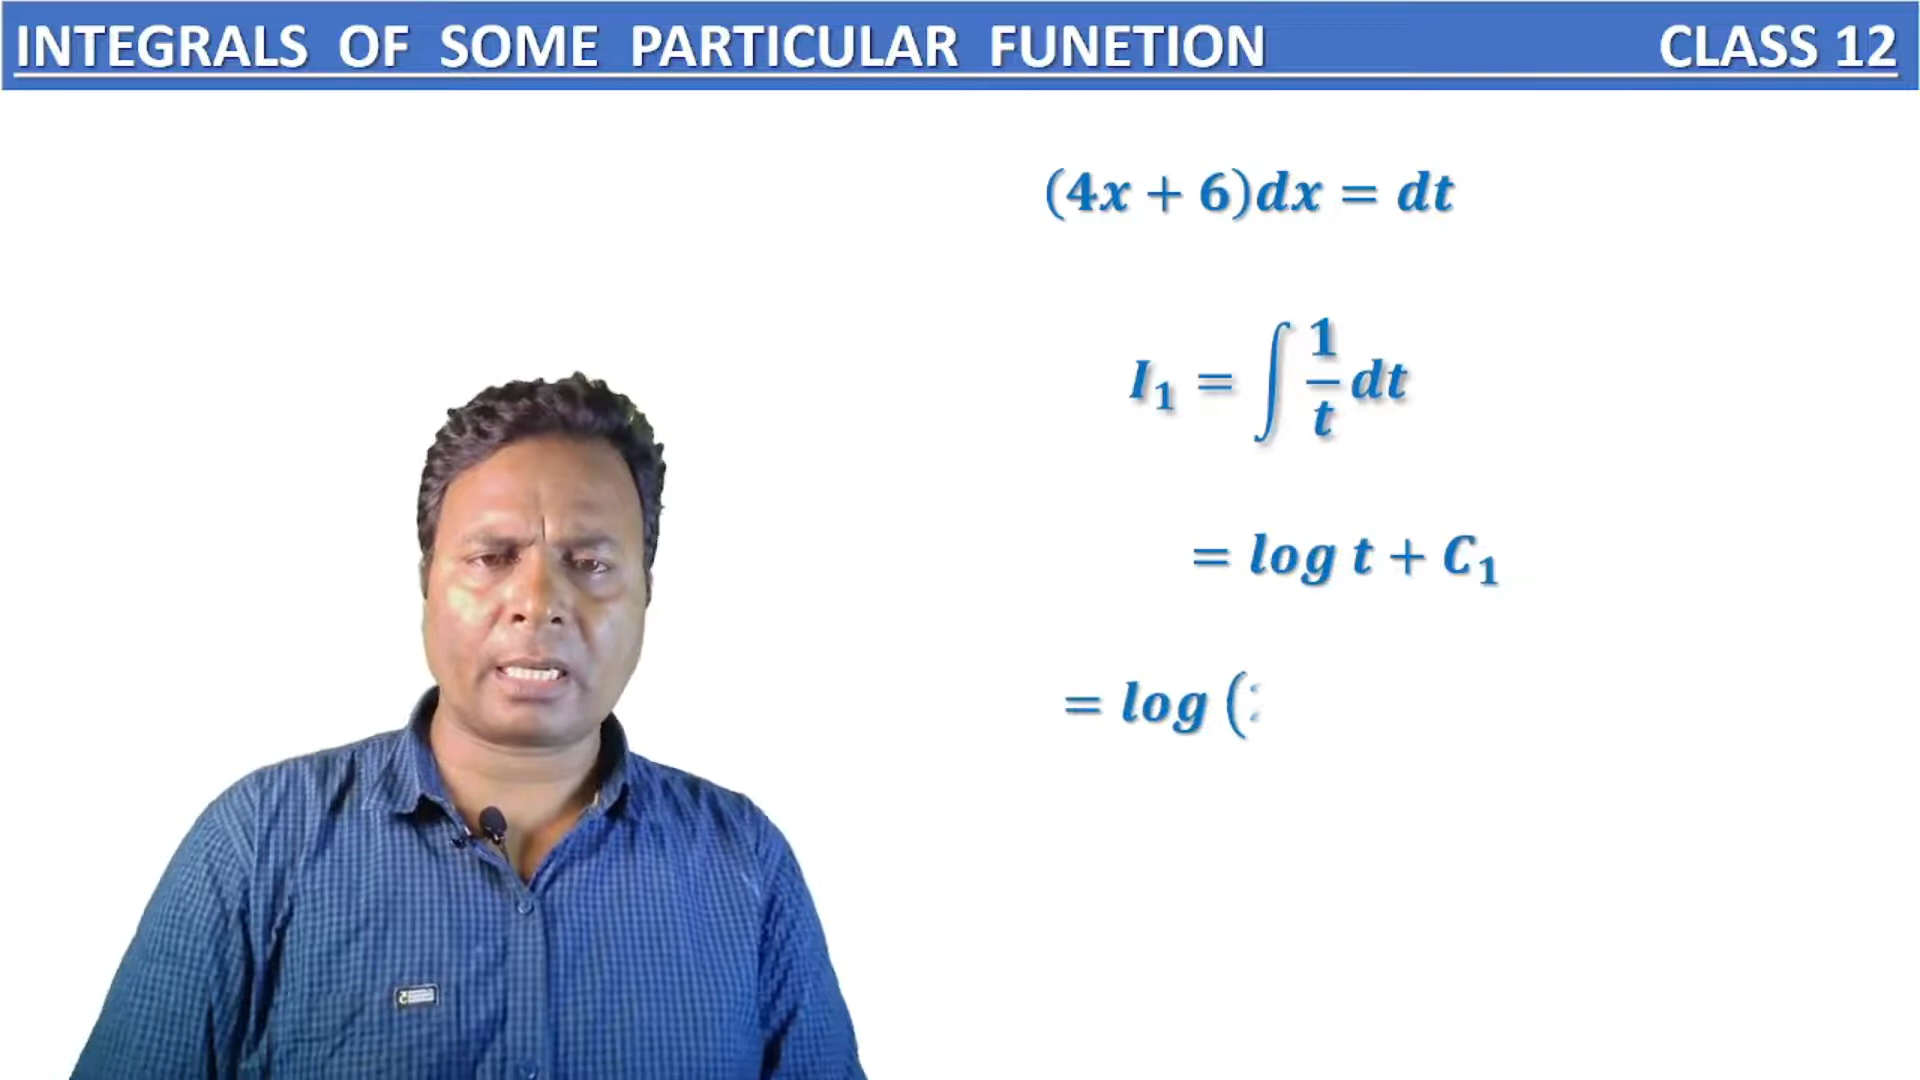 INTEGRALS OF SOME PARTICULAR FUNETION CLASS 12
(4x + 6)dx = dt
I₁ = ∫ 1/t dt
= log t + C₁
= log (